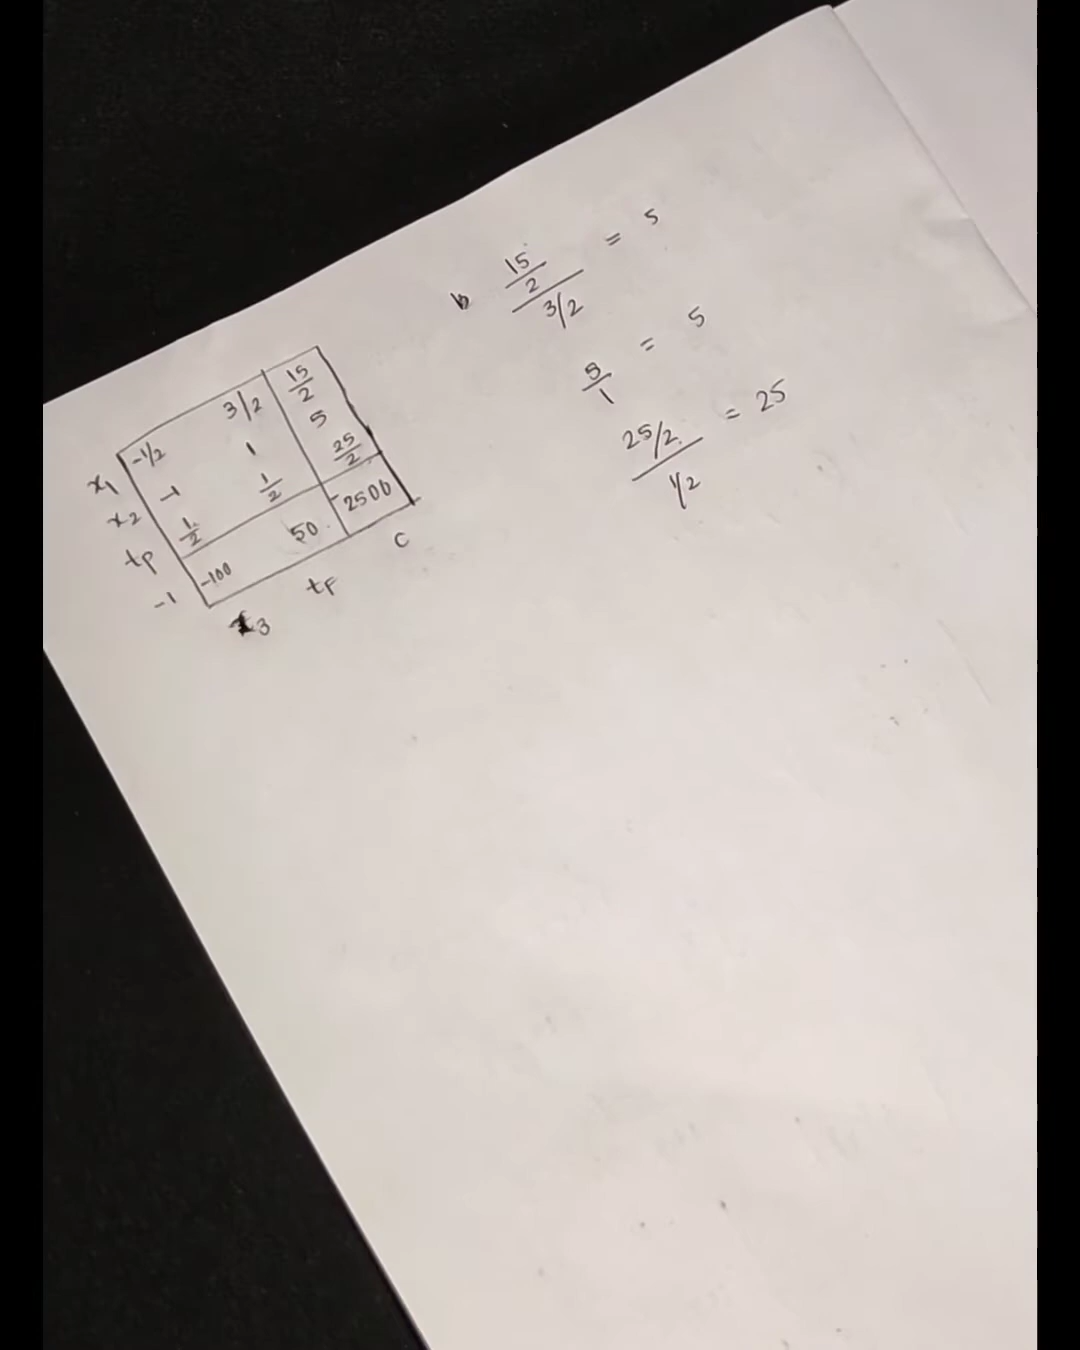 -1/2 3/2 15/2
x1 -1 1 5
x2 1/2 1/2 25/2
tp -100 50 -2500
-1 x3 tF c
15/2 / 3/2 = 5
5/1 = 5
25/2 / 1/2 = 25